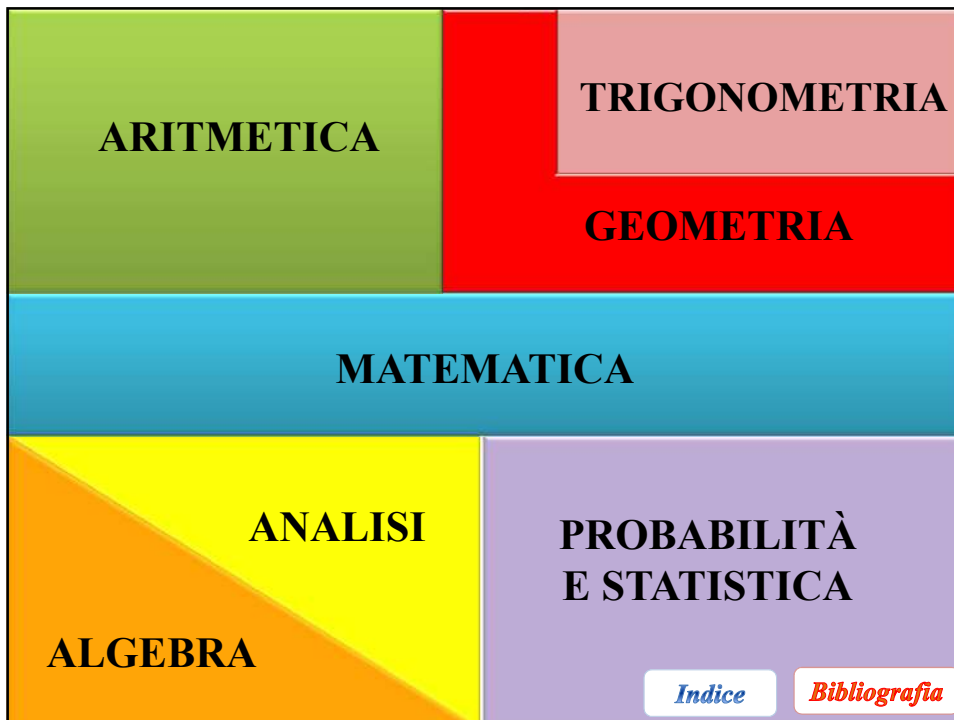 ARITMETICA
TRIGONOMETRIA
GEOMETRIA
MATEMATICA
ANALISI
ALGEBRA
PROBABILITÀ
E STATISTICA
Indice
Bibliografia